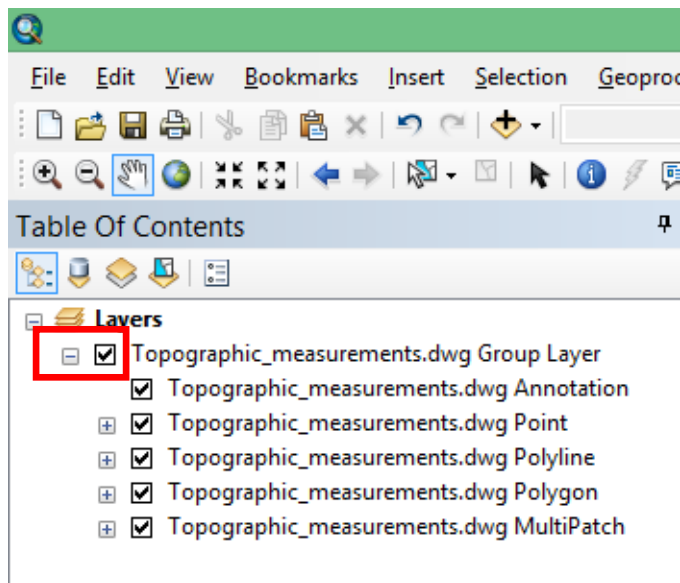 File Edit View Bookmarks Insert Selection Geoproc
Table Of Contents
Layers
Topographic_measurements.dwg Group Layer
Topographic_measurements.dwg Annotation
Topographic_measurements.dwg Point
Topographic_measurements.dwg Polyline
Topographic_measurements.dwg Polygon
Topographic_measurements.dwg MultiPatch